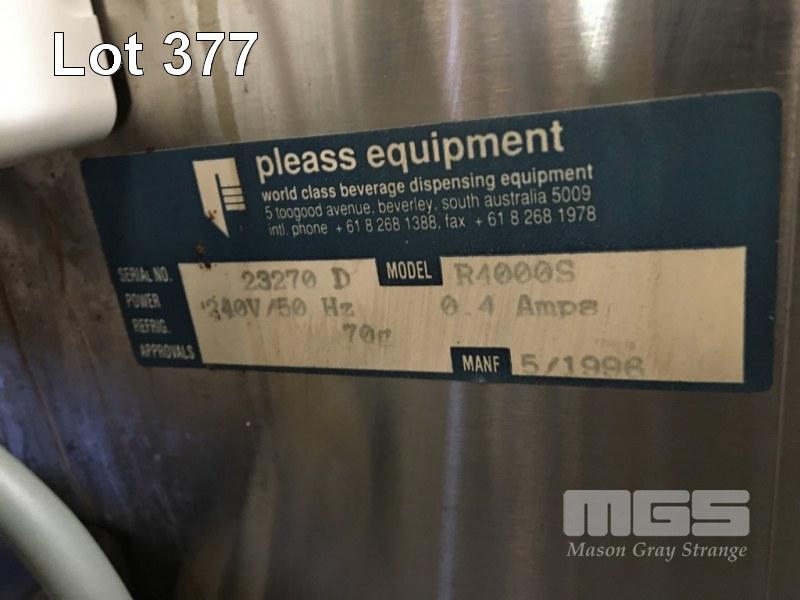 Lot 377
pleass equipment
world class beverage dispensing equipment
5 toogood avenue, beverley, south australia 5009
intl. phone +61 8 268 1388. fax +61 8 268 1978
SERIAL NO. 23270 D MODEL R4000S
POWER 240V/50 Hz 0.4 Amps
REFRIG. 70g
APPROVALS MANF 5/1996
MGS
Mason Gray Strange